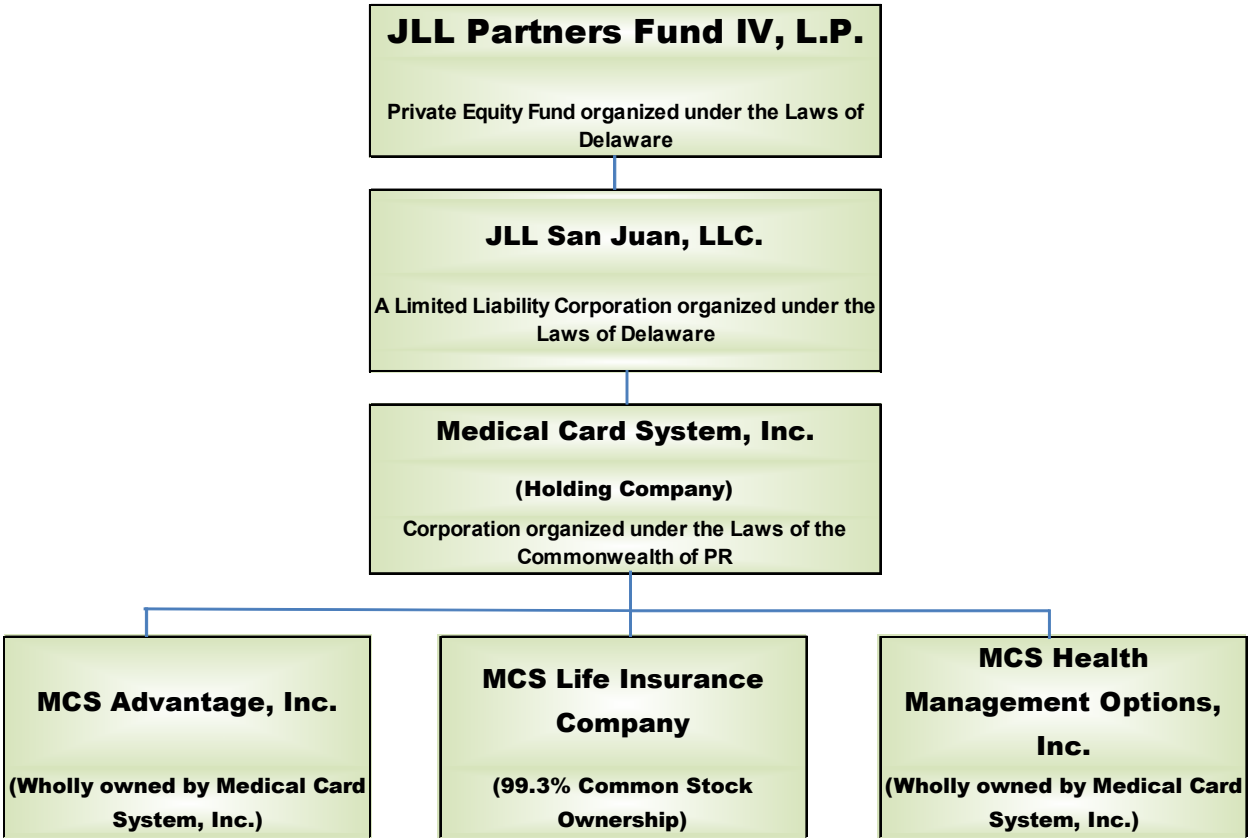 JLL Partners Fund IV, L.P.
Private Equity Fund organized under the Laws of
Delaware
JLL San Juan, LLC.
A Limited Liability Corporation organized under the
Laws of Delaware
Medical Card System, Inc.
(Holding Company)
Corporation organized under the Laws of the
Commonwealth of PR
MCS Advantage, Inc.
(Wholly owned by Medical Card
System, Inc.)
MCS Life Insurance
Company
(99.3% Common Stock
Ownership)
MCS Health
Management Options,
Inc.
(Wholly owned by Medical Card
System, Inc.)